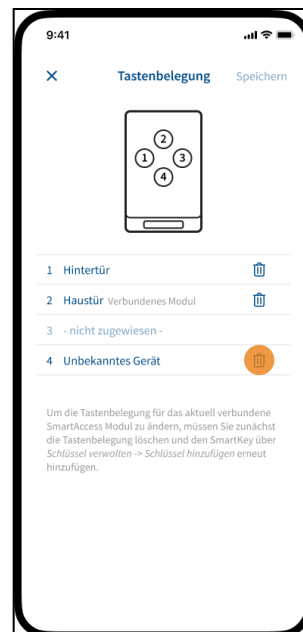 9:41
Tastenbelegung Speichern
2
1 3
4
1 Hintertür
2 Haustür Verbundenes Modul
3 - nicht zugewiesen -
4 Unbekanntes Gerät
Um die Tastenbelegung für das aktuell verbundene
SmartAccess Modul zu ändern, müssen Sie zunächst
die Tastenbelegung löschen und den SmartKey über
Schlüssel verwalten -> Schlüssel hinzufügen erneut
hinzufügen.